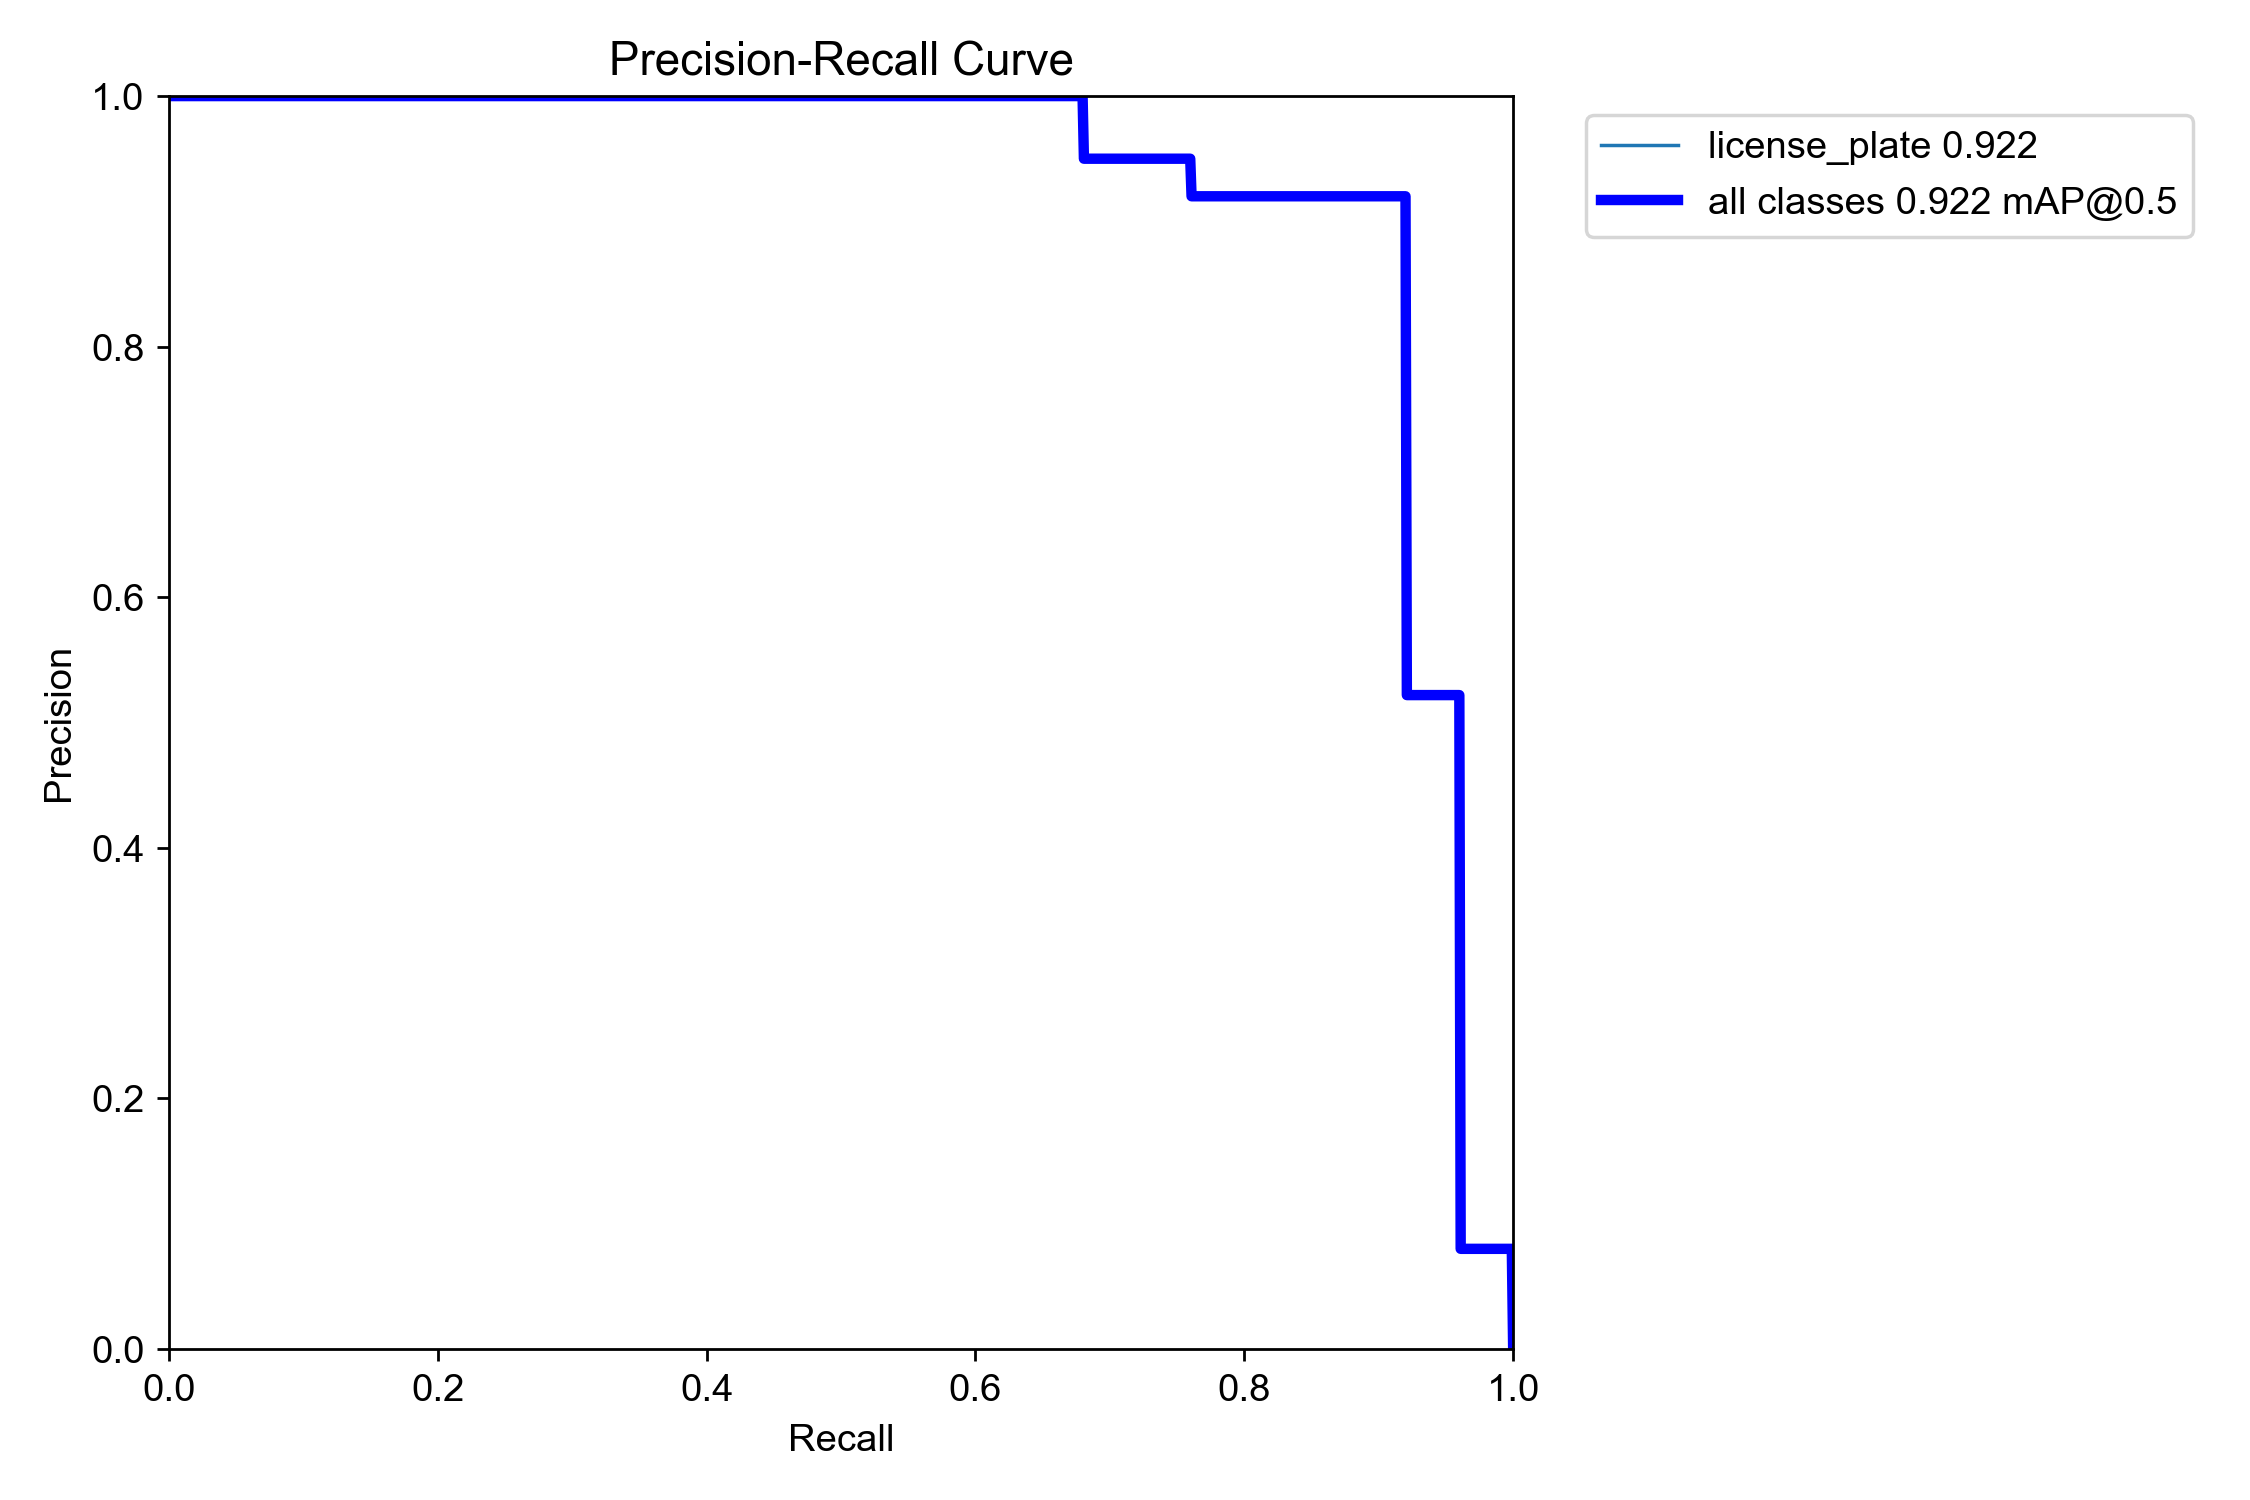 Precision-Recall Curve
1.0
0.8
0.6
0.4
0.2
0.0
Precision
0.0 0.2 0.4 0.6 0.8 1.0
Recall
license_plate 0.922
all classes 0.922 mAP@0.5